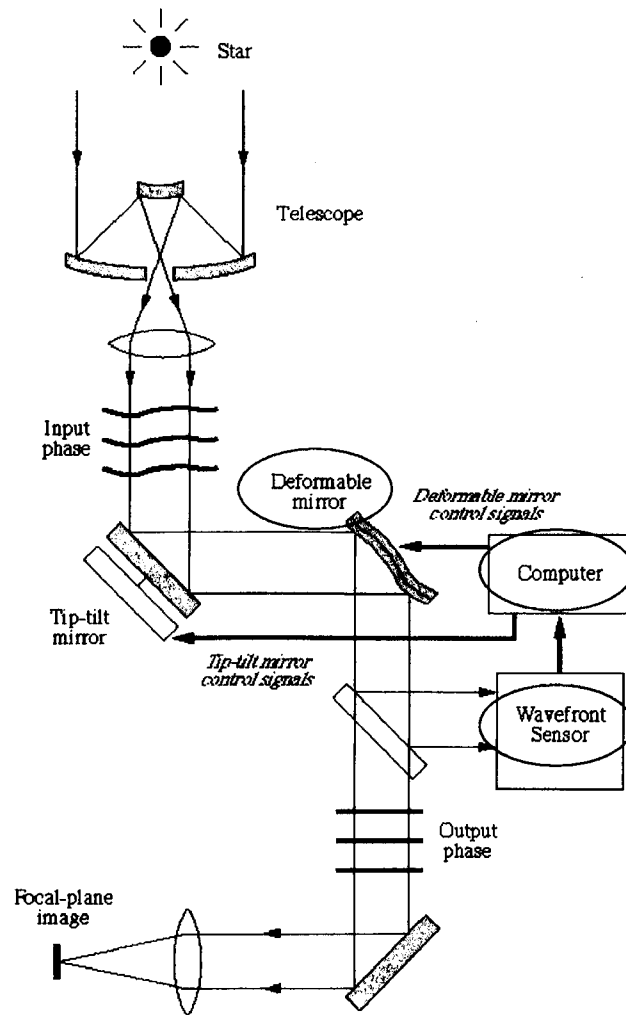 Star
Telescope
Input
phase
Deformable
mirror
Deformable mirror
control signals
Computer
Tip-tilt
mirror
Tip-tilt mirror
control signals
Wavefront
Sensor
Output
phase
Focal-plane
image